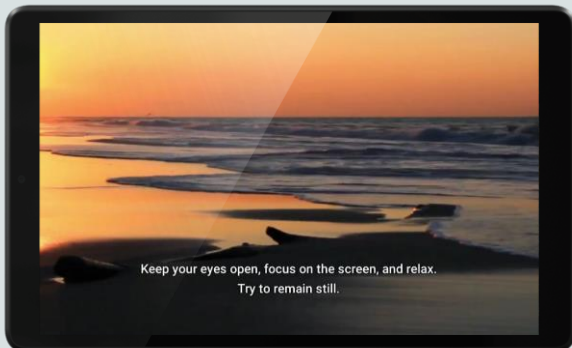 Keep your eyes open, focus on the screen, and relax.
Try to remain still.